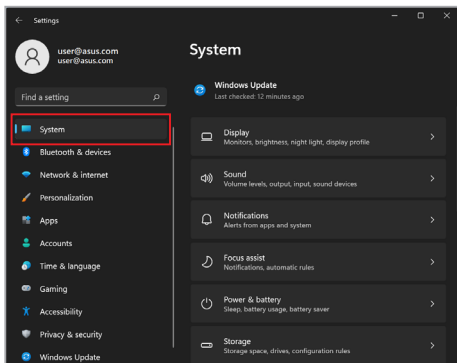 Settings
user@asus.com
user@asus.com
Find a setting
System
Bluetooth & devices
Network & internet
Personalization
Apps
Accounts
Time & language
Gaming
Accessibility
Privacy & security
Windows Update
System
Windows Update
Last checked: 12 minutes ago
Display
Monitors, brightness, night light, display profile
Sound
Volume levels, output, input, sound devices
Notifications
Alerts from apps and system
Focus assist
Notifications, automatic rules
Power & battery
Sleep, battery usage, battery saver
Storage
Storage space, drives, configuration rules